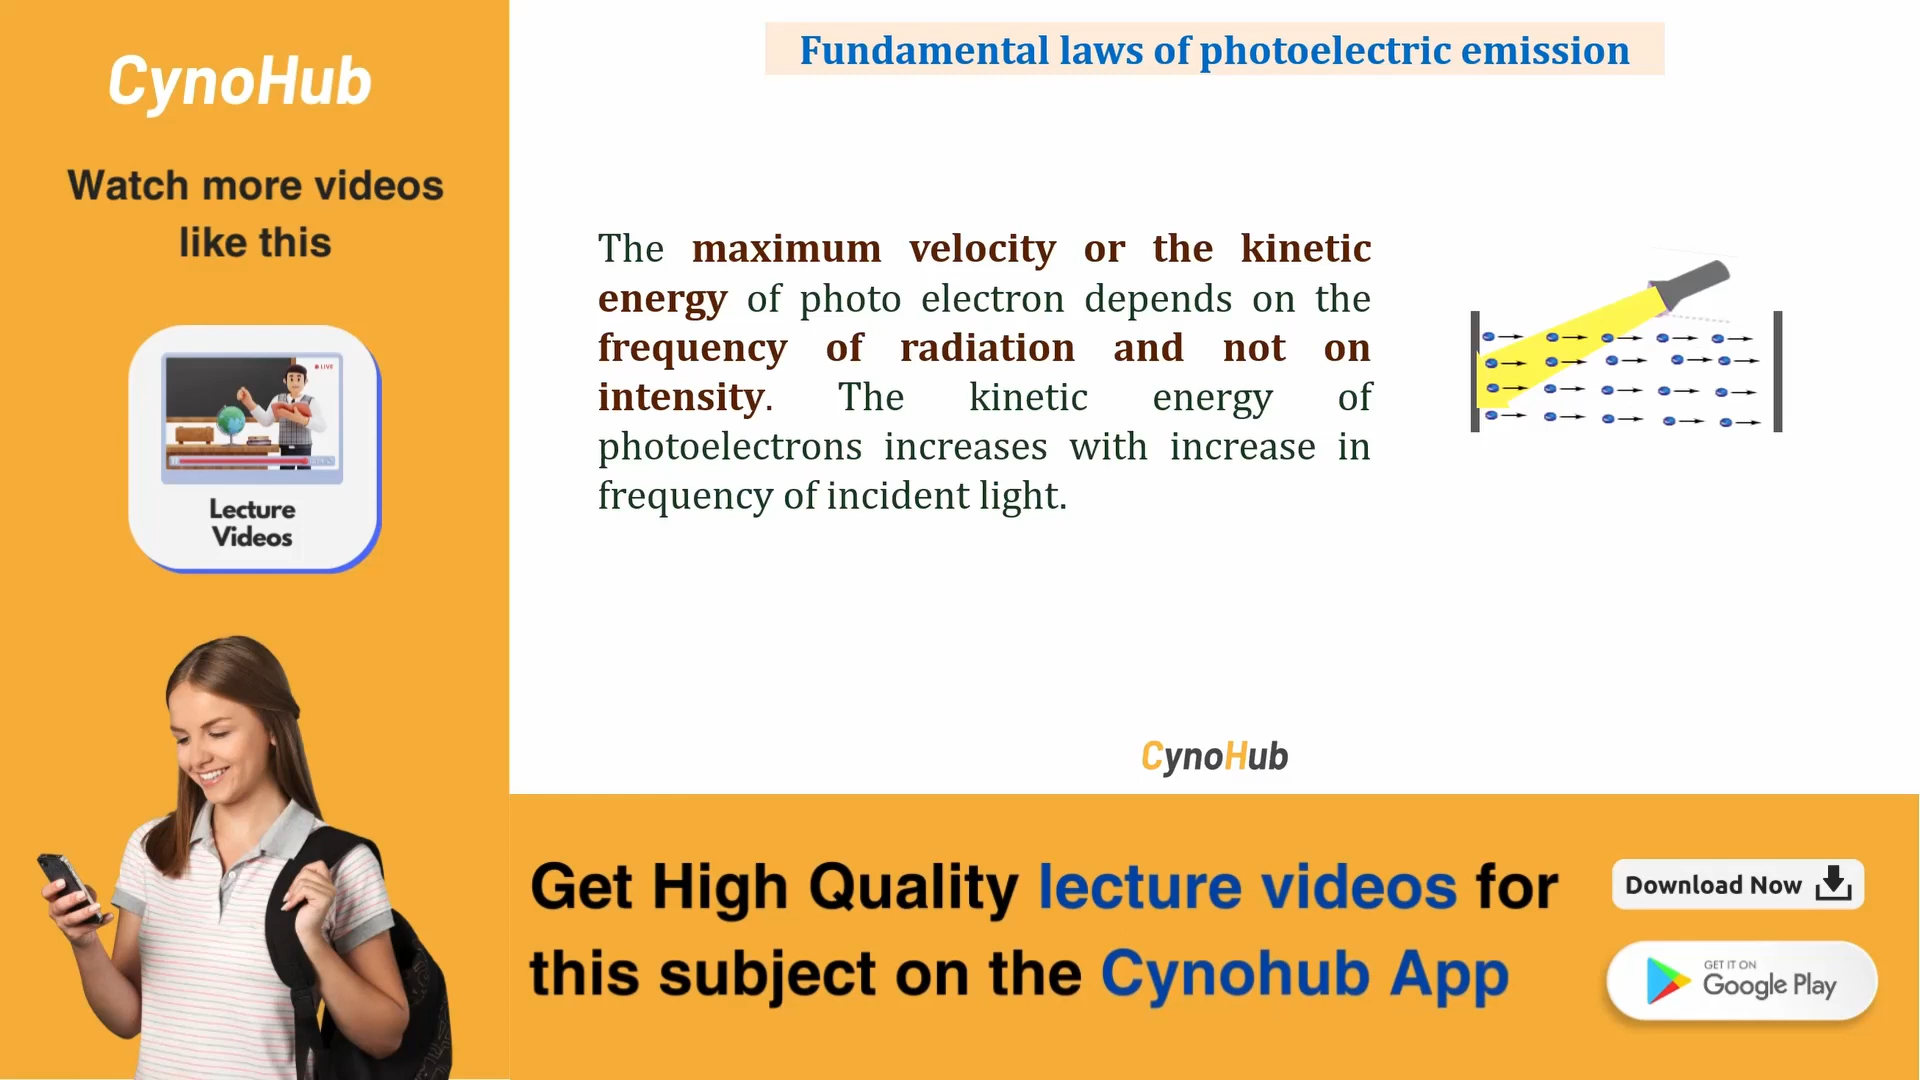 CynoHub
Watch more videos
like this
LIVE
Lecture
Videos
Fundamental laws of photoelectric emission
The maximum velocity or the kinetic
energy of photo electron depends on the
frequency of radiation and not on
intensity. The kinetic energy of
photoelectrons increases with increase in
frequency of incident light.
CynoHub
Get High Quality lecture videos for
this subject on the Cynohub App
Download Now
GET IT ON
Google Play